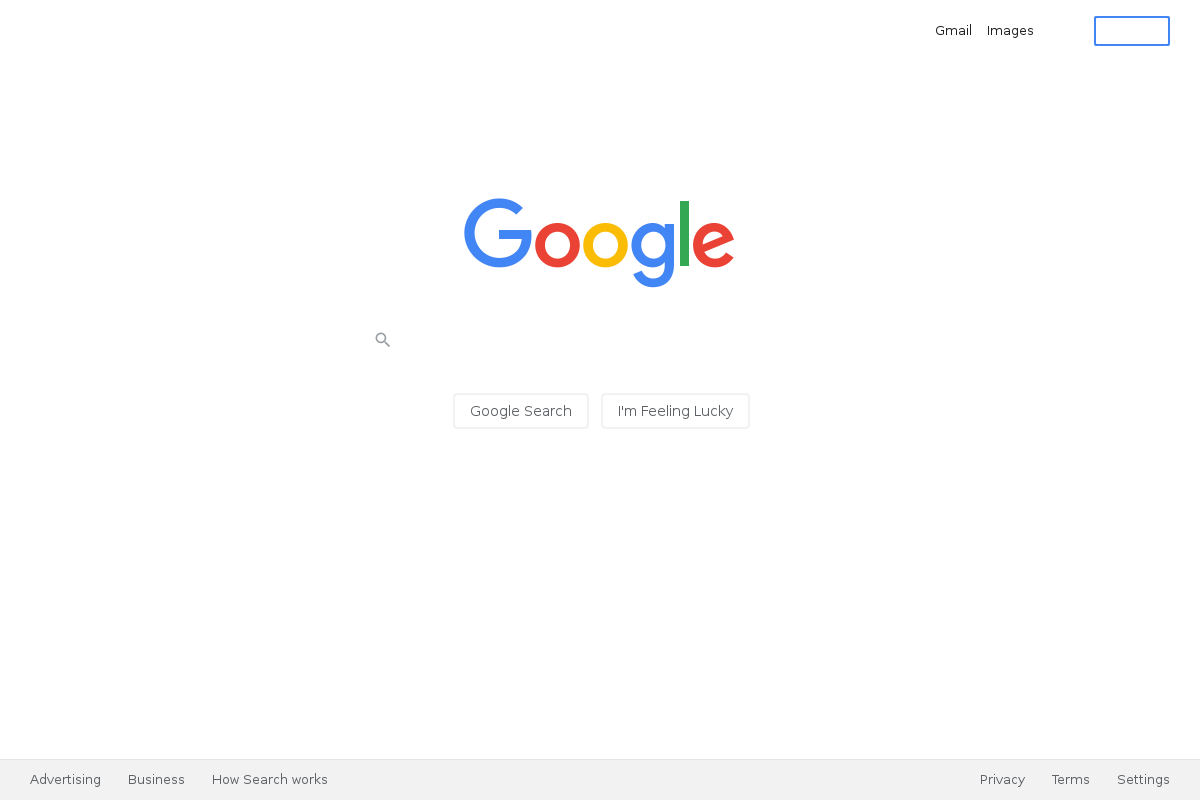 Gmail Images
Google
Google Search I'm Feeling Lucky
Advertising Business How Search works Privacy Terms Settings